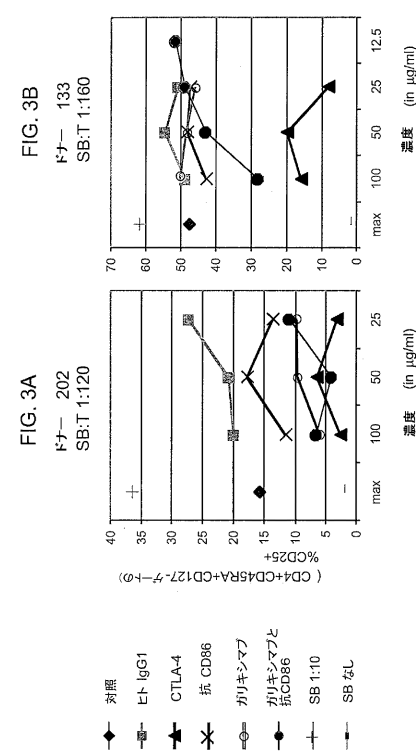 FIG. 3A
ドナー 202
SB:T 1:120
40
35
30
25
20
15
10
5
0
%CD25+
( CD4+CD45RA+CD127-ゲートの)
max
100
50
25
濃度 (in µg/ml)
FIG. 3B
ドナー 133
SB:T 1:160
70
60
50
40
30
20
10
0
max
100
50
25
12.5
濃度 (in µg/ml)
対照
ヒト IgG1
CTLA-4
抗 CD86
ガリキシマブ
ガリキシマブと
抗CD86
SB 1:10
SB なし